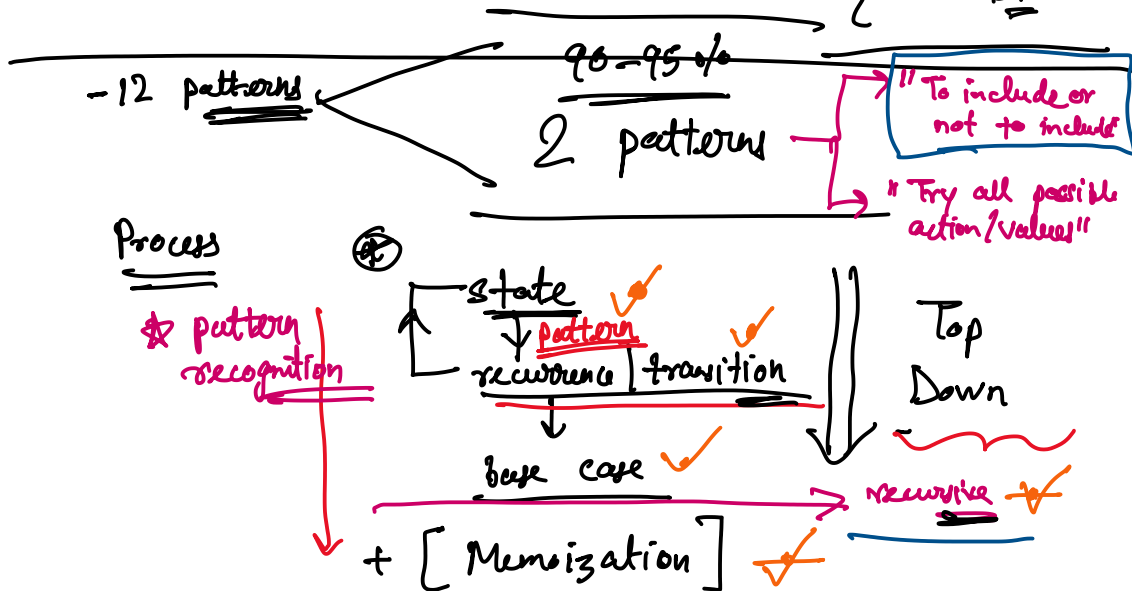 90-95%
-12 patterns
2 patterns
"To include or
not to include"
"Try all possible
action/values"
Process
* pattern
recognition
state
pattern
recurrence | transition
base case
+ [Memoization]
Top
Down
recursive